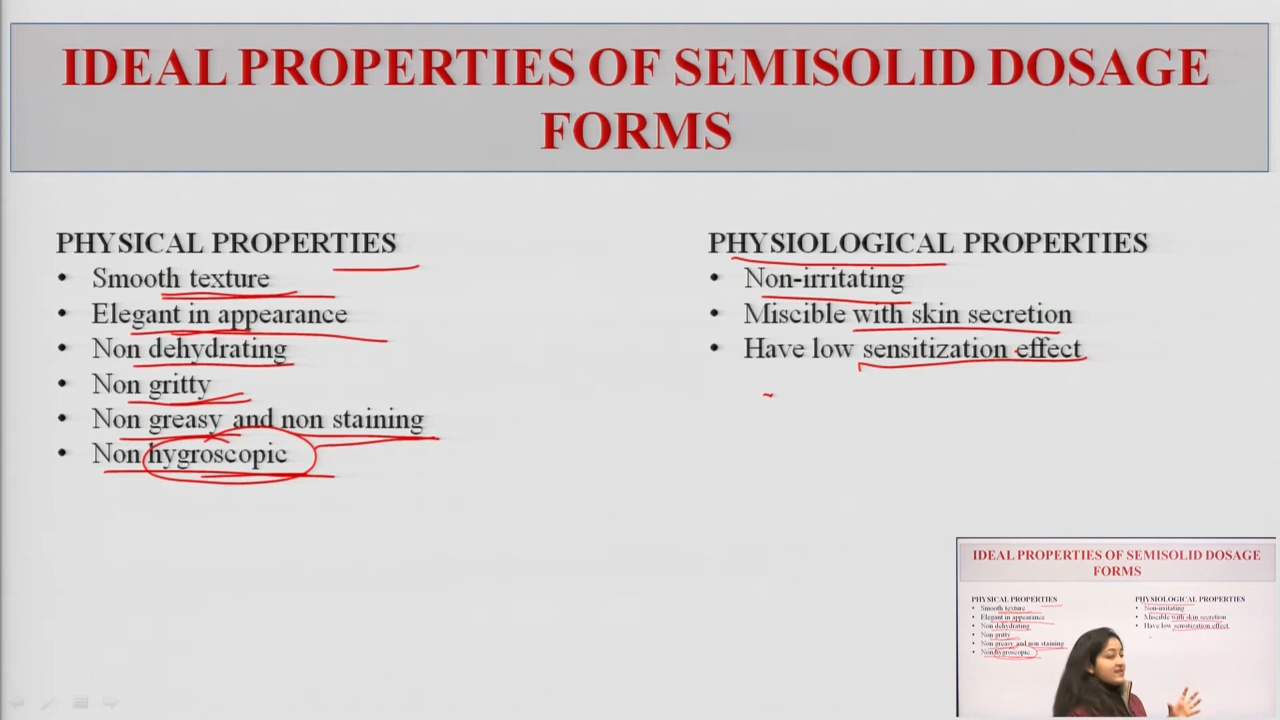 IDEAL PROPERTIES OF SEMISOLID DOSAGE
FORMS
PHYSICAL PROPERTIES
• Smooth texture
• Elegant in appearance
• Non dehydrating
• Non gritty
• Non greasy and non staining
• Non hygroscopic
PHYSIOLOGICAL PROPERTIES
• Non-irritating
• Miscible with skin secretion
• Have low sensitization effect
IDEAL PROPERTIES OF SEMISOLID DOSAGE
FORMS
PHYSICAL PROPERTIES
• Smooth texture
• Elegant in appearance
• Non dehydrating
• Non gritty
• Non greasy and non staining
• Non hygroscopic
PHYSIOLOGICAL PROPERTIES
• Non-irritating
• Miscible with skin secretion
• Have low sensitization effect